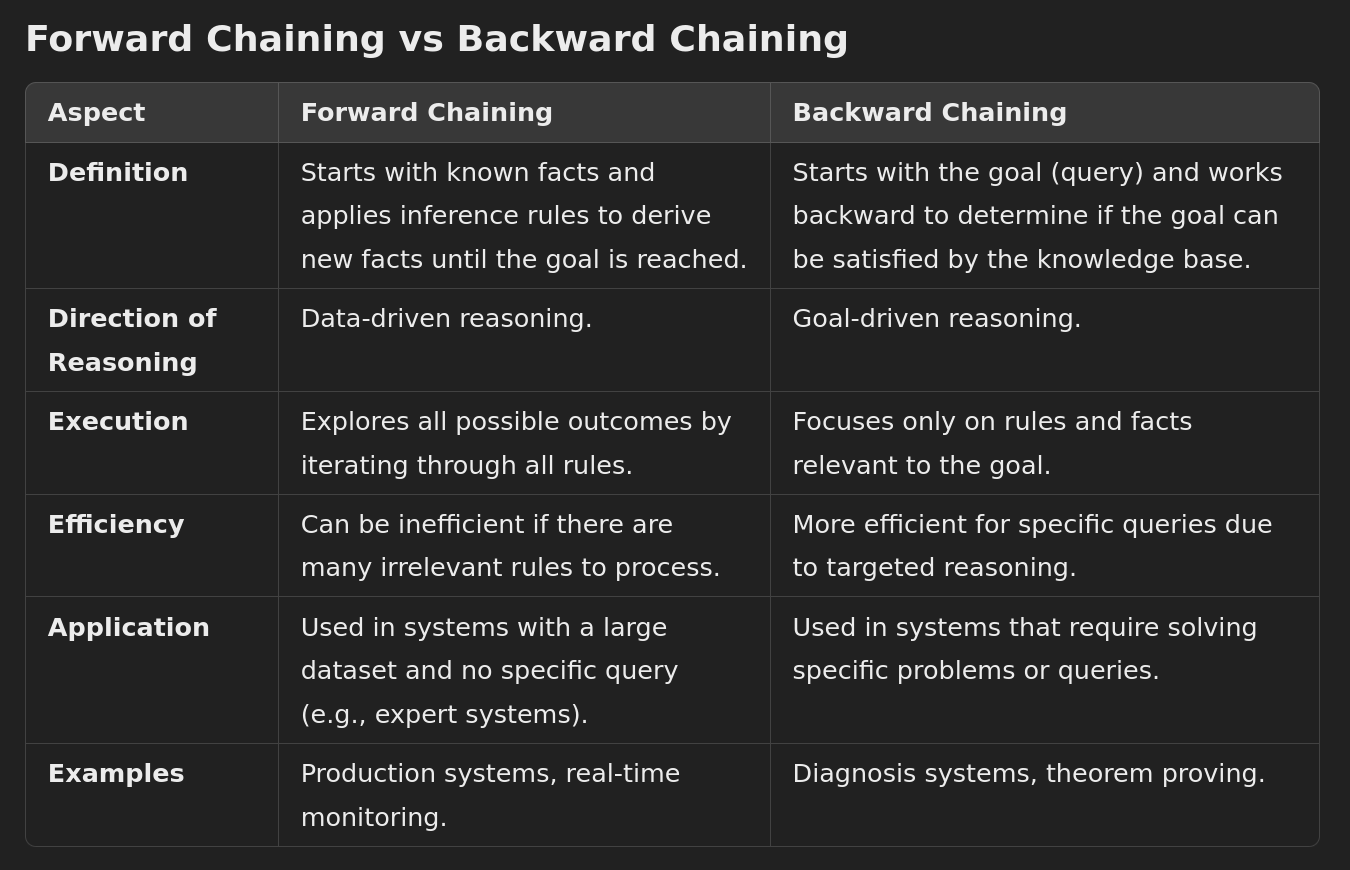 Forward Chaining vs Backward Chaining
Aspect
Forward Chaining
Backward Chaining
Definition
Starts with known facts and
applies inference rules to derive
new facts until the goal is reached.
Starts with the goal (query) and works
backward to determine if the goal can
be satisfied by the knowledge base.
Direction of
Reasoning
Data-driven reasoning.
Goal-driven reasoning.
Execution
Explores all possible outcomes by
iterating through all rules.
Focuses only on rules and facts
relevant to the goal.
Efficiency
Can be inefficient if there are
many irrelevant rules to process.
More efficient for specific queries due
to targeted reasoning.
Application
Used in systems with a large
dataset and no specific query
(e.g., expert systems).
Used in systems that require solving
specific problems or queries.
Examples
Production systems, real-time
monitoring.
Diagnosis systems, theorem proving.